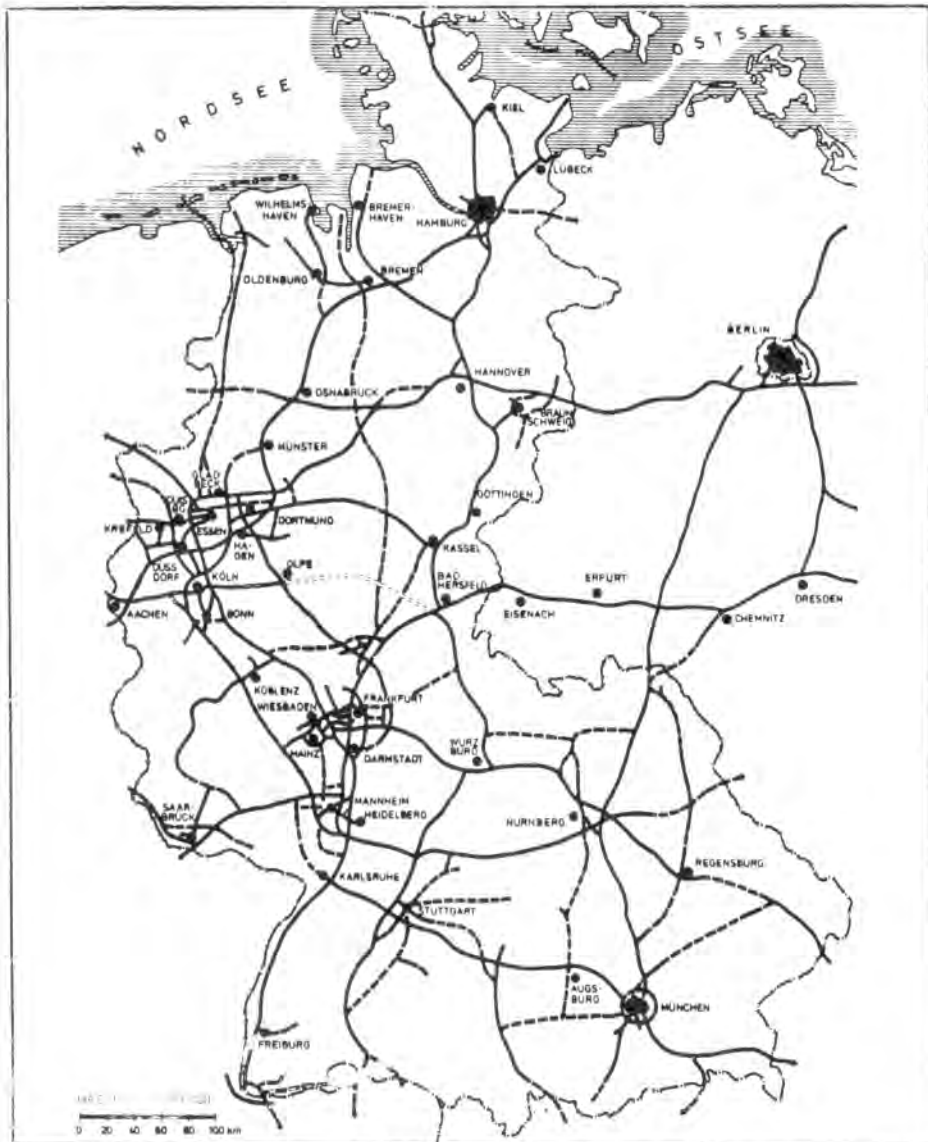 NORDSEE
OSTSEE
KIEL
LÜBECK
WILHELMS
HAVEN
BREMER-
HAVEN
HAMBURG
OLDENBURG
BREMEN
BERLIN
HANNOVER
OSNABRÜCK
BRAUN
SCHWEIG
MÜNSTER
GLAD
BECK
DUIS
BG
GÖTTINGEN
KREFELD
ESSEN
DORTMUND
HA-
GEN
KASSEL
DÜSS
DORF
OLPE
KÖLN
BAD
HERSFELD
ERFURT
EISENACH
DRESDEN
AACHEN
BONN
CHEMNITZ
KOBLENZ
WIESBADEN
FRANKFURT
MAINZ
DARMSTADT
WÜRZ
BURG
SAAR-
BRÜCK
MANNHEIM
HEIDELBERG
NÜRNBERG
REGENSBURG
KARLSRUHE
TUTTGART
AUGS-
BURG
MÜNCHEN
FREIBURG
0 20 40 60 80 100 km